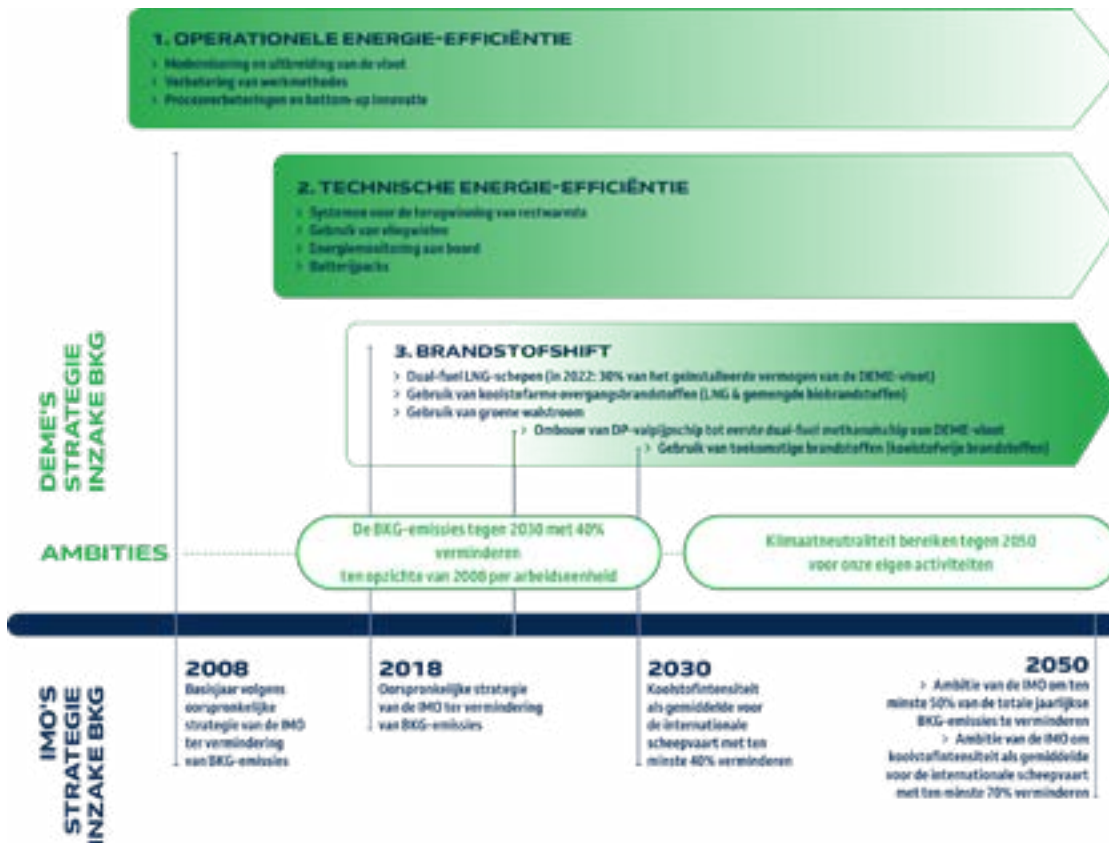 1. OPERATIONELE ENERGIE-EFFICIËNTIE
> Modernisering en uitbreiding van de vloot
> Verbetering van werkmethodes
> Procesverbeteringen en bottom-up innovatie
2. TECHNISCHE ENERGIE-EFFICIËNTIE
> Systemen voor de terugwinning van restwarmte
> Gebruik van vliegwielen
> Energiemonitoring aan boord
> Batterijpacks
3. BRANDSTOFSHIFT
> Dual-fuel LNG-schepen (in 2022: 30% van het geïnstalleerde vermogen van de DEME-vloot)
> Gebruik van koolstofarme overgangsbrandstoffen (LNG & gemengde biobrandstoffen)
> Gebruik van groene walstroom
> Ombouw van DP-valpijpschip tot eerste dual-fuel methanolschip van DEME-vloot
> Gebruik van toekomstige brandstoffen (koolstofvrije brandstoffen)
DEME'S
STRATEGIE
INZAKE BKG
AMBITIES
De BKG-emissies tegen 2030 met 40%
verminderen
ten opzichte van 2008 per arbeidseenheid
Klimaatneutraliteit bereiken tegen 2050
voor onze eigen activiteiten
IMO'S
STRATEGIE
INZAKE BKG
2008
Basisjaar volgens
oorspronkelijke
strategie van de IMO
ter vermindering
van BKG-emissies
2018
Oorspronkelijke strategie
van de IMO ter vermindering
van BKG-emissies
2030
Koolstofintensiteit
als gemiddelde voor
de internationale
scheepvaart met ten
minste 40% verminderen
2050
> Ambitie van de IMO om ten
minste 50% van de totale jaarlijkse
BKG-emissies te verminderen
> Ambitie van de IMO om
koolstofintensiteit als gemiddelde
voor de internationale scheepvaart
met ten minste 70% verminderen